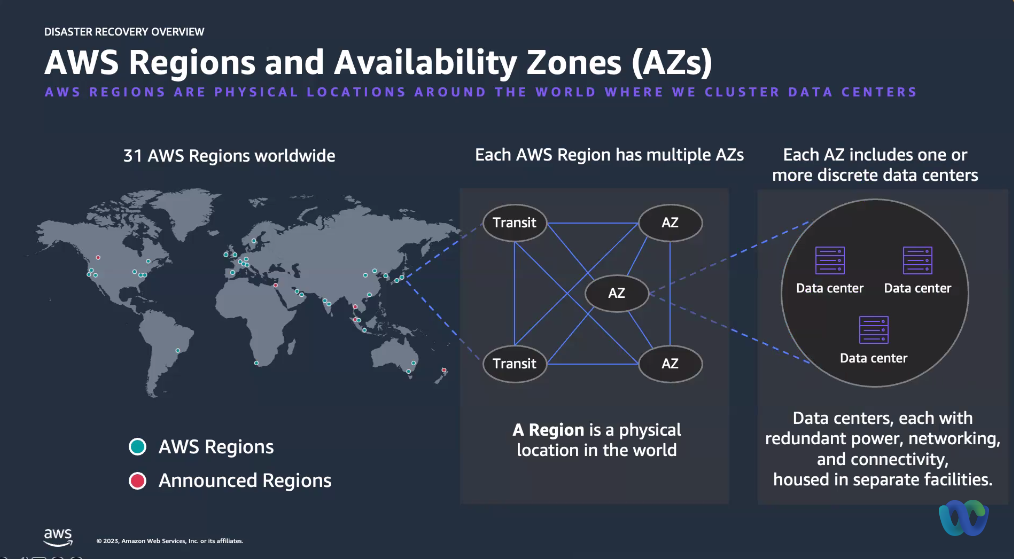 DISASTER RECOVERY OVERVIEW
AWS Regions and Availability Zones (AZs)
AWS REGIONS ARE PHYSICAL LOCATIONS AROUND THE WORLD WHERE WE CLUSTER DATA CENTERS
31 AWS Regions worldwide
AWS Regions
Announced Regions
Each AWS Region has multiple AZs
Transit
AZ
AZ
Transit
AZ
A Region is a physical
location in the world
Each AZ includes one or
more discrete data centers
Data center
Data center
Data center
Data centers, each with
redundant power, networking,
and connectivity,
housed in separate facilities.
aws
© 2023, Amazon Web Services, Inc. or its affiliates.